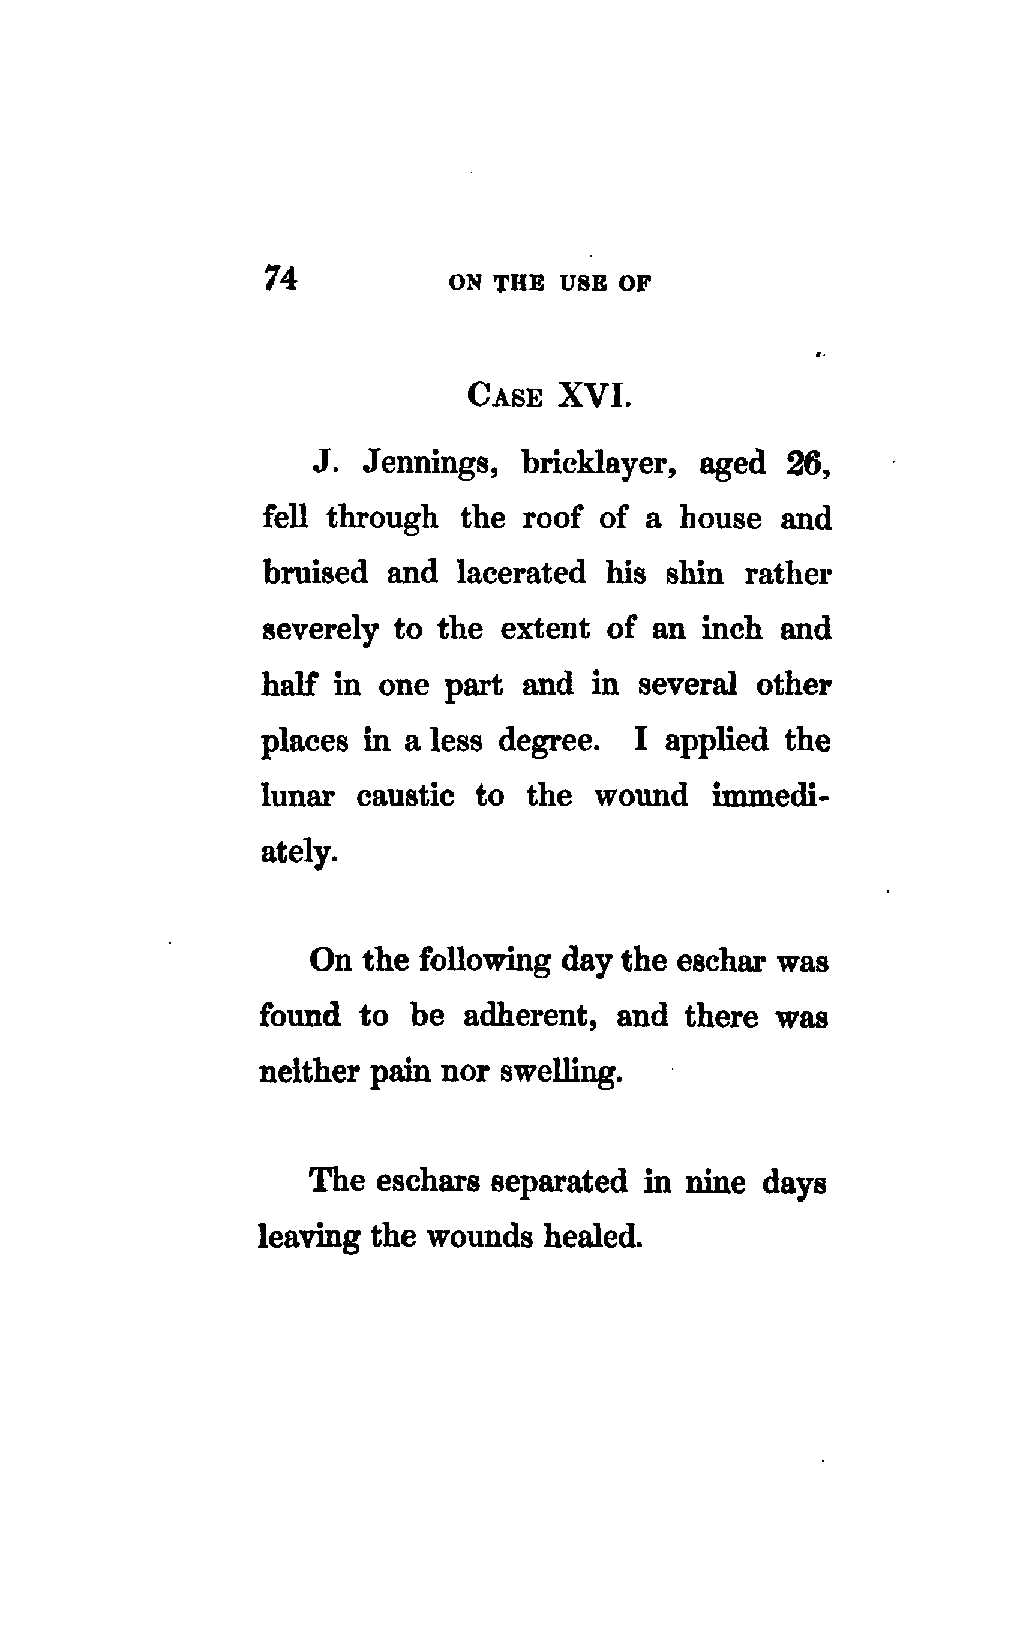 74 ON THE USE OF
CASE XVI.
J. Jennings, bricklayer, aged 26,
fell through the roof of a house and
bruised and lacerated his shin rather
severely to the extent of an inch and
half in one part and in several other
places in a less degree. I applied the
lunar caustic to the wound immedi-
ately.
On the following day the eschar was
found to be adherent, and there was
neither pain nor swelling.
The eschars separated in nine days
leaving the wounds healed.